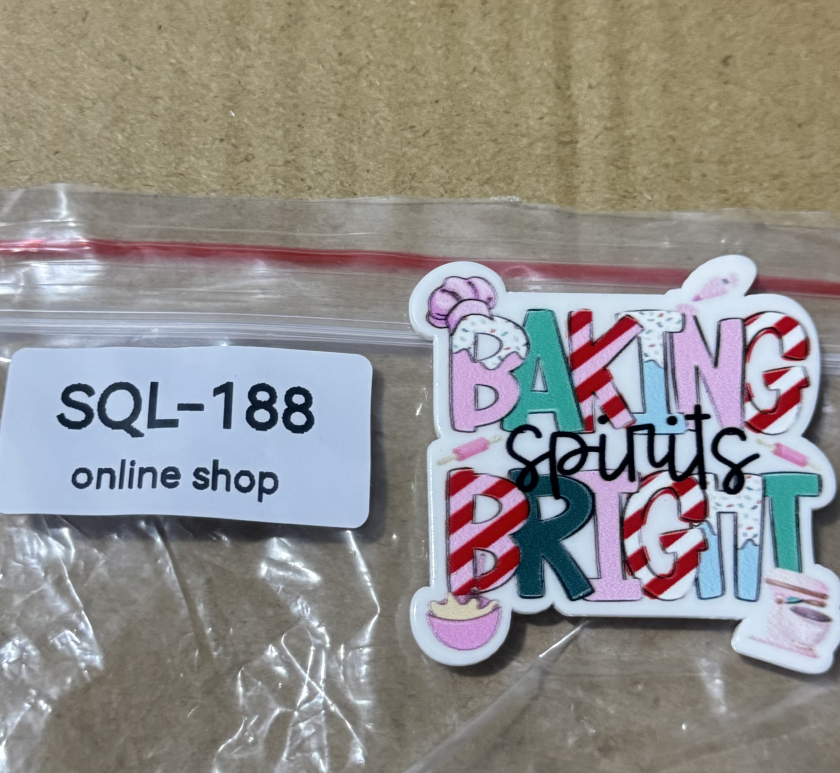 SQL-188
online shop
BAKING
spirits
BRIGHT